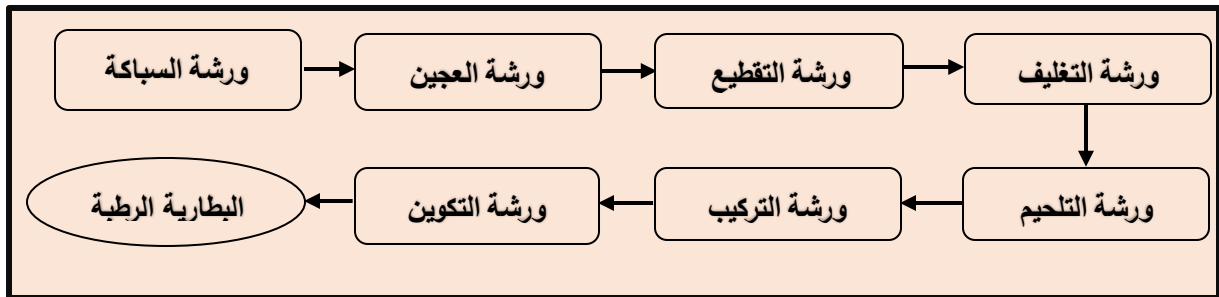 ورشة السباكة
ورشة العجين
ورشة التقطيع
ورشة التغليف
ورشة التلحيم
ورشة التركيب
ورشة التكوين
البطارية الرطبة